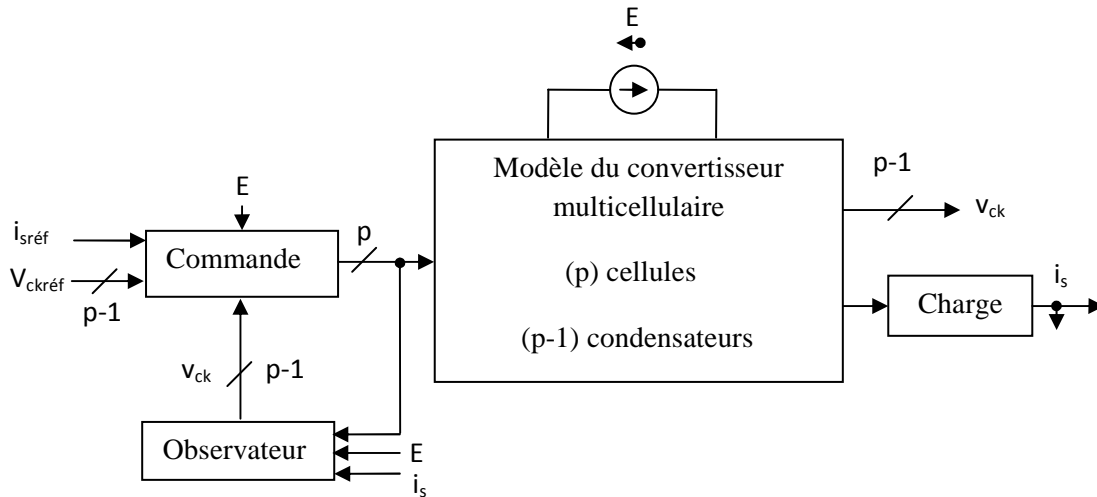 E
Modèle du convertisseur
multicellulaire
(p) cellules
(p-1) condensateurs
p-1
v_ck
E
i_sréf
V_ckréf
p-1
Commande
p
Charge
i_s
v_ck
p-1
Observateur
E
i_s